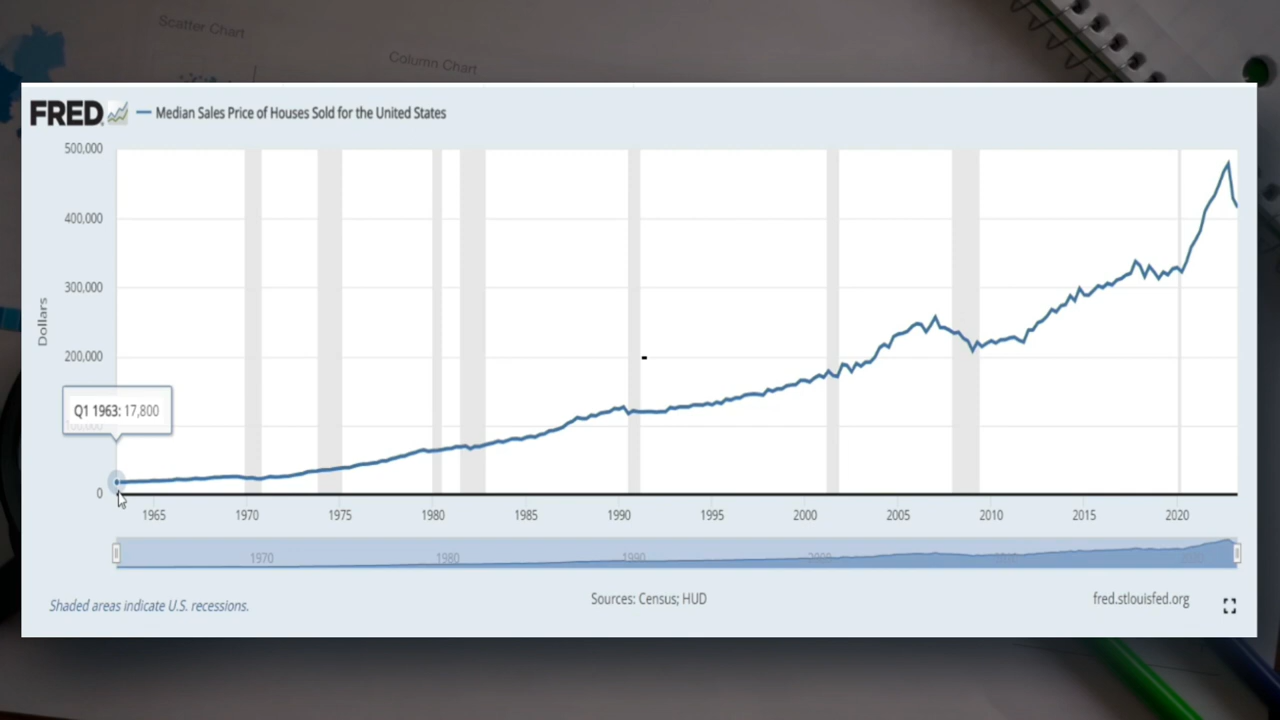 Scatter Chart
Column Chart
FRED
Median Sales Price of Houses Sold for the United States
500,000
400,000
300,000
200,000
100,000
0
Dollars
Q1 1963: 17,800
1965 1970 1975 1980 1985 1990 1995 2000 2005 2010 2015 2020
1970 1980 1990 2000 2010 2020
Shaded areas indicate U.S. recessions.
Sources: Census; HUD
fred.stlouisfed.org